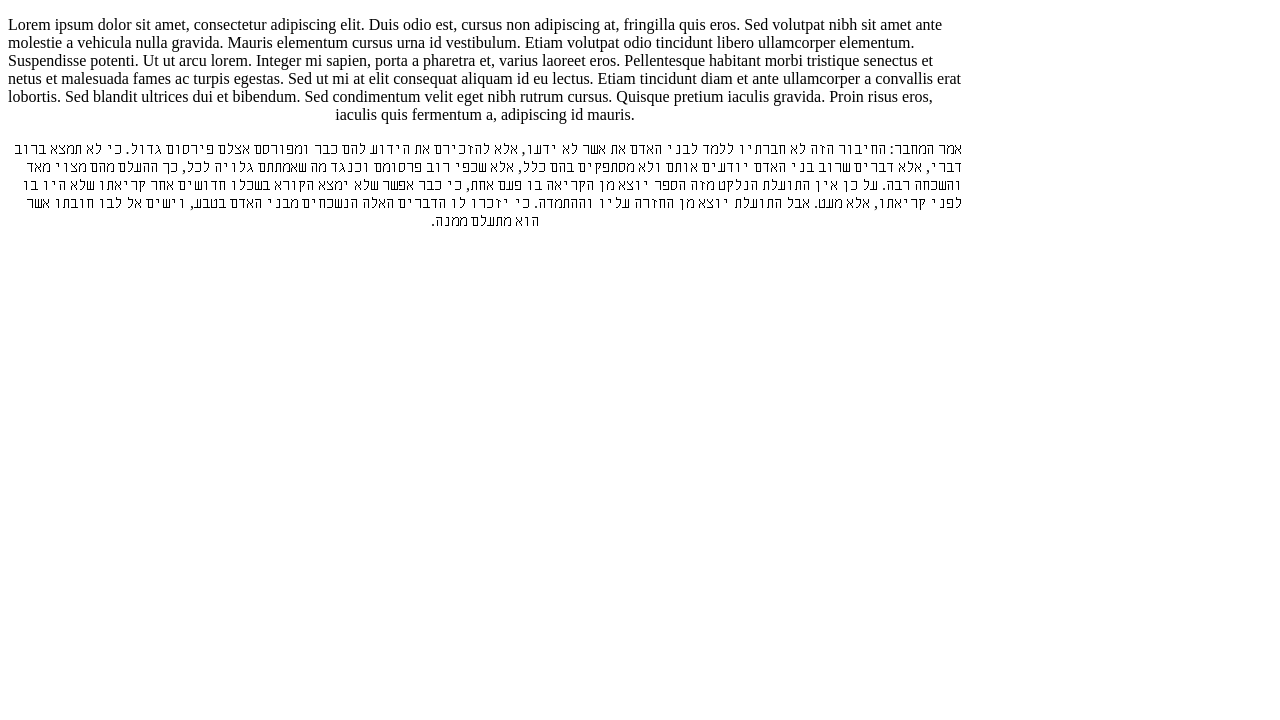 Lorem ipsum dolor sit amet, consectetur adipiscing elit. Duis odio est, cursus non adipiscing at, fringilla quis eros. Sed volutpat nibh sit amet ante
molestie a vehicula nulla gravida. Mauris elementum cursus urna id vestibulum. Etiam volutpat odio tincidunt libero ullamcorper elementum.
Suspendisse potenti. Ut ut arcu lorem. Integer mi sapien, porta a pharetra et, varius laoreet eros. Pellentesque habitant morbi tristique senectus et
netus et malesuada fames ac turpis egestas. Sed ut mi at elit consequat aliquam id eu lectus. Etiam tincidunt diam et ante ullamcorper a convallis erat
lobortis. Sed blandit ultrices dui et bibendum. Sed condimentum velit eget nibh rutrum cursus. Quisque pretium iaculis gravida. Proin risus eros,
iaculis quis fermentum a, adipiscing id mauris.
אמר המחבר: החיבור הזה לא חברתיו ללמד לבני האדם את אשר לא ידעו, אלא להזכירם את הידוע להם כבר ומפורסם אצלם פירסום גדול. כי לא תמצא ברוב
דברי, אלא דברים שרוב בני האדם יודעים אותם ולא מסתפקים בהם כלל, אלא שכפי רוב פרסומם וכנגד מה שאמתתם גלויה לכל, כך ההעלם מהם מצוי מאד
והשכחה רבה. על כן אין התועלת הנלקט מזה הספר יוצא מן הקריאה בו פעם אחת, כי כבר אפשר שלא ימצא הקורא בשכלו חדושים אחר קריאתו שלא היו בו
לפני קריאתו, אלא מעט. אבל התועלת יוצא מן החזרה עליו וההתמדה. כי יזכרו לו הדברים האלה הנשכחים מבני האדם בטבע, וישים אל לבו חובתו אשר
הוא מתעלם ממנה.